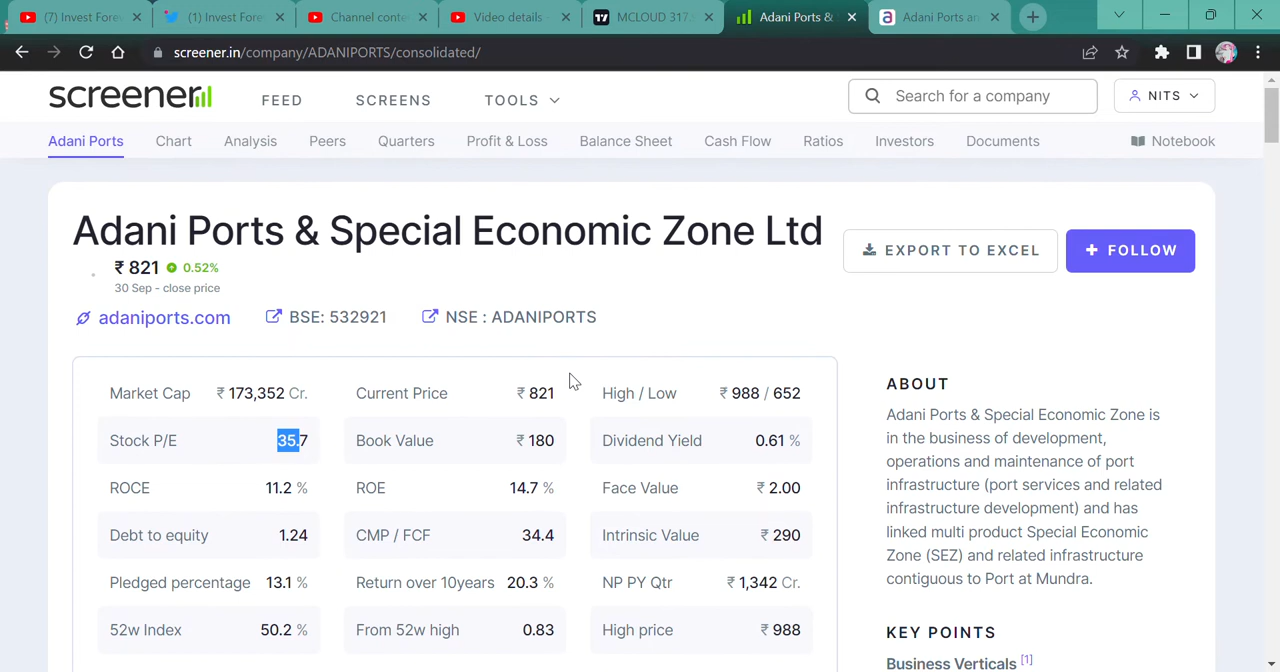 (7) Invest Fore
(1) Invest Fore
Channel conte
Video details -
MCLOUD 317.
Adani Ports &
Adani Ports an
screener.in/company/ADANIPORTS/consolidated/
screener
FEED
SCREENS
TOOLS
Search for a company
NITS
Adani Ports
Chart
Analysis
Peers
Quarters
Profit & Loss
Balance Sheet
Cash Flow
Ratios
Investors
Documents
Notebook
Adani Ports & Special Economic Zone Ltd
₹ 821 0.52%
30 Sep - close price
EXPORT TO EXCEL
+ FOLLOW
adaniports.com
BSE: 532921
NSE : ADANIPORTS
Market Cap ₹ 173,352 Cr.
Current Price ₹ 821
High / Low ₹ 988 / 652
Stock P/E 35.7
Book Value ₹ 180
Dividend Yield 0.61 %
ROCE 11.2 %
ROE 14.7 %
Face Value ₹ 2.00
Debt to equity 1.24
CMP / FCF 34.4
Intrinsic Value ₹ 290
Pledged percentage 13.1 %
Return over 10years 20.3 %
NP PY Qtr ₹ 1,342 Cr.
52w Index 50.2 %
From 52w high 0.83
High price ₹ 988
ABOUT
Adani Ports & Special Economic Zone is
in the business of development,
operations and maintenance of port
infrastructure (port services and related
infrastructure development) and has
linked multi product Special Economic
Zone (SEZ) and related infrastructure
contiguous to Port at Mundra.
KEY POINTS
Business Verticals [1]